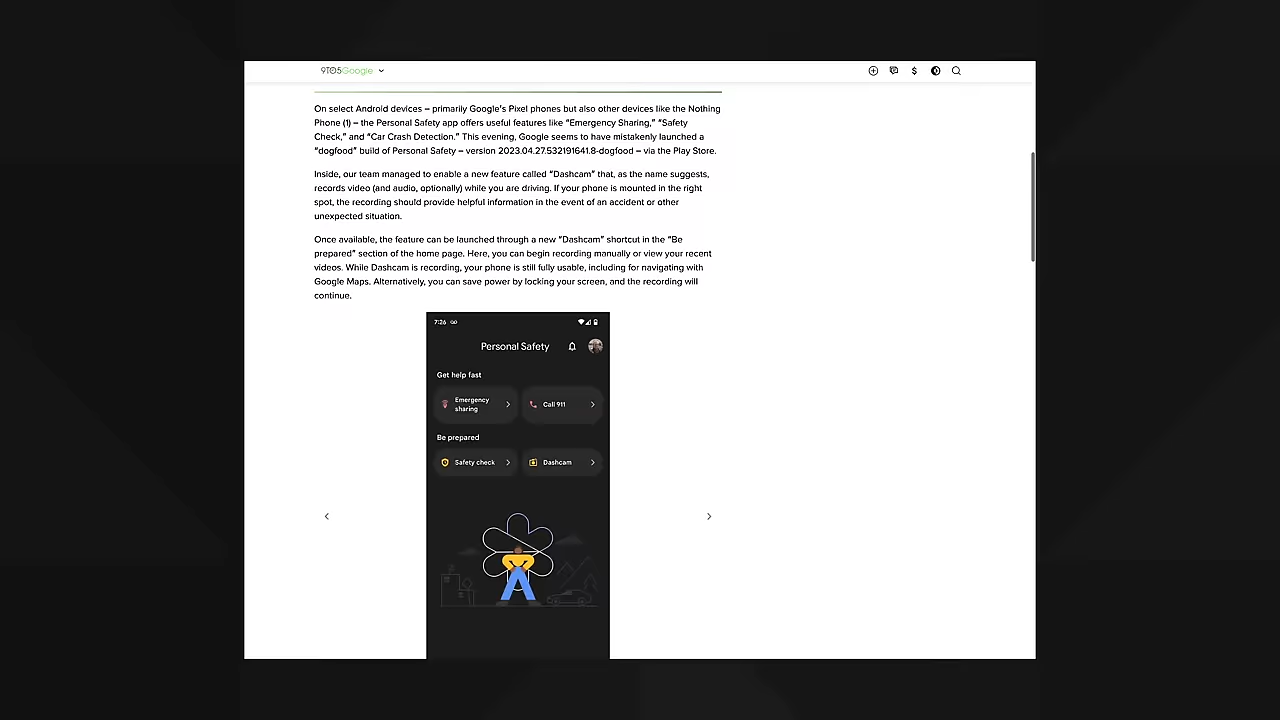 9TO5Google
On select Android devices – primarily Google's Pixel phones but also other devices like the Nothing
Phone (1) – the Personal Safety app offers useful features like "Emergency Sharing," "Safety
Check," and "Car Crash Detection." This evening, Google seems to have mistakenly launched a
"dogfood" build of Personal Safety – version 2023.04.27.532191641.8-dogfood – via the Play Store.
Inside, our team managed to enable a new feature called "Dashcam" that, as the name suggests,
records video (and audio, optionally) while you are driving. If your phone is mounted in the right
spot, the recording should provide helpful information in the event of an accident or other
unexpected situation.
Once available, the feature can be launched through a new "Dashcam" shortcut in the "Be
prepared" section of the home page. Here, you can begin recording manually or view your recent
videos. While Dashcam is recording, your phone is still fully usable, including for navigating with
Google Maps. Alternatively, you can save power by locking your screen, and the recording will
continue.
7:26
Personal Safety
Get help fast
Emergency
sharing
Call 911
Be prepared
Safety check
Dashcam